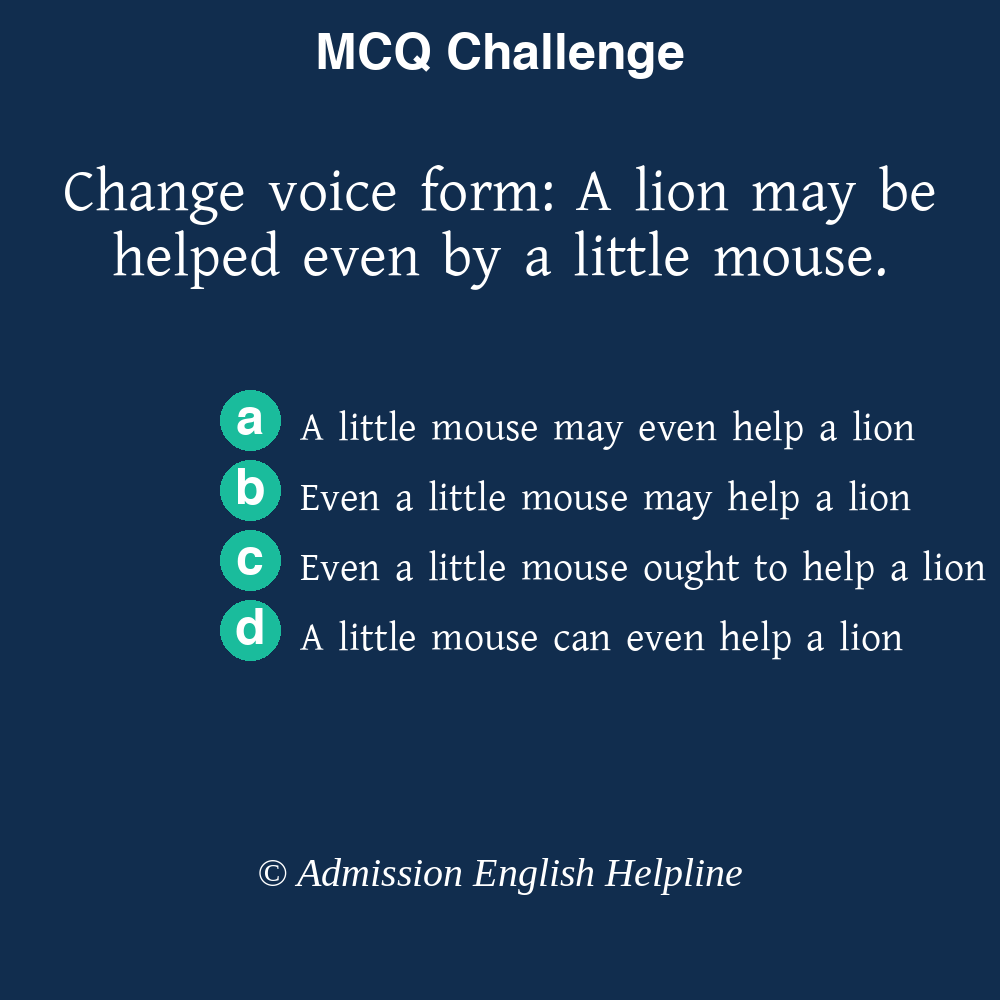 MCQ Challenge
Change voice form: A lion may be
helped even by a little mouse.
a A little mouse may even help a lion
b Even a little mouse may help a lion
c Even a little mouse ought to help a lion
d A little mouse can even help a lion
© Admission English Helpline